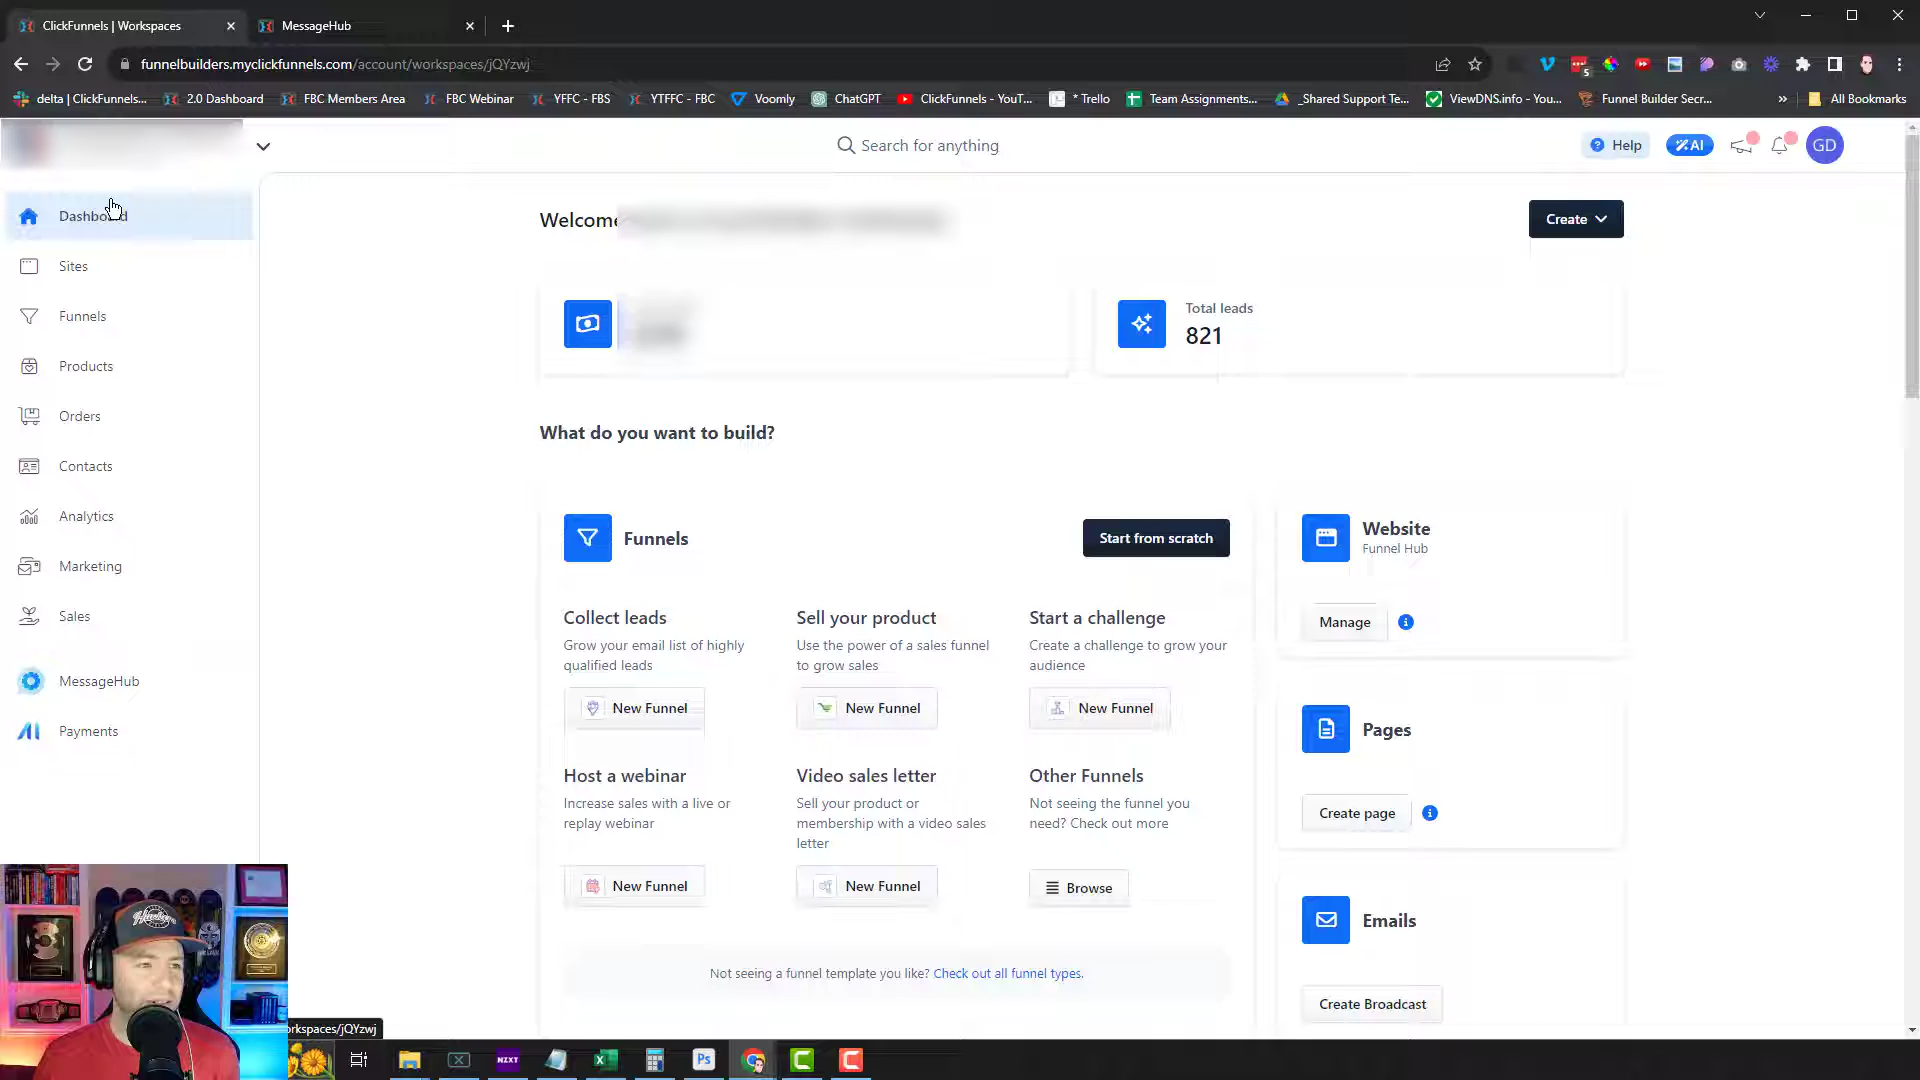 ClickFunnels | Workspaces
MessageHub
funnelbuilders.myclickfunnels.com/account/workspaces/jQYzwj
5
delta | ClickFunnels...
2.0 Dashboard
FBC Members Area
FBC Webinar
YFFC - FBS
YTFFC - FBC
Voomly
ChatGPT
ClickFunnels - YouT...
* Trello
Team Assignments...
_Shared Support Te...
ViewDNS.info - You...
Funnel Builder Secr...
»
All Bookmarks
Search for anything
? Help
AI
GD
Dashboard
Sites
Funnels
Products
Orders
Contacts
Analytics
Marketing
Sales
MessageHub
Payments
Welcome
Create
Total leads
821
What do you want to build?
Funnels
Start from scratch
Collect leads
Grow your email list of highly
qualified leads
New Funnel
Sell your product
Use the power of a sales funnel
to grow sales
New Funnel
Start a challenge
Create a challenge to grow your
audience
New Funnel
Host a webinar
Increase sales with a live or
replay webinar
New Funnel
Video sales letter
Sell your product or
membership with a video sales
letter
New Funnel
Other Funnels
Not seeing the funnel you
need? Check out more
Browse
Not seeing a funnel template you like? Check out all funnel types.
Website
Funnel Hub
Manage
Pages
Create page
Emails
Create Broadcast
orkspaces/jQYzwj
NZXT
Ps